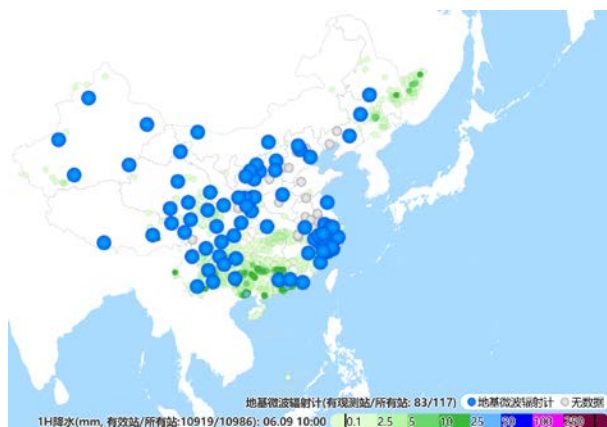 地基微波辐射计(有观测站/所有站: 83/117) 地基微波辐射计 无数据
1H降水(mm, 有效站/所有站:10919/10986): 06.09 10:00 0.1 2.5 5 10 25 50 100 250